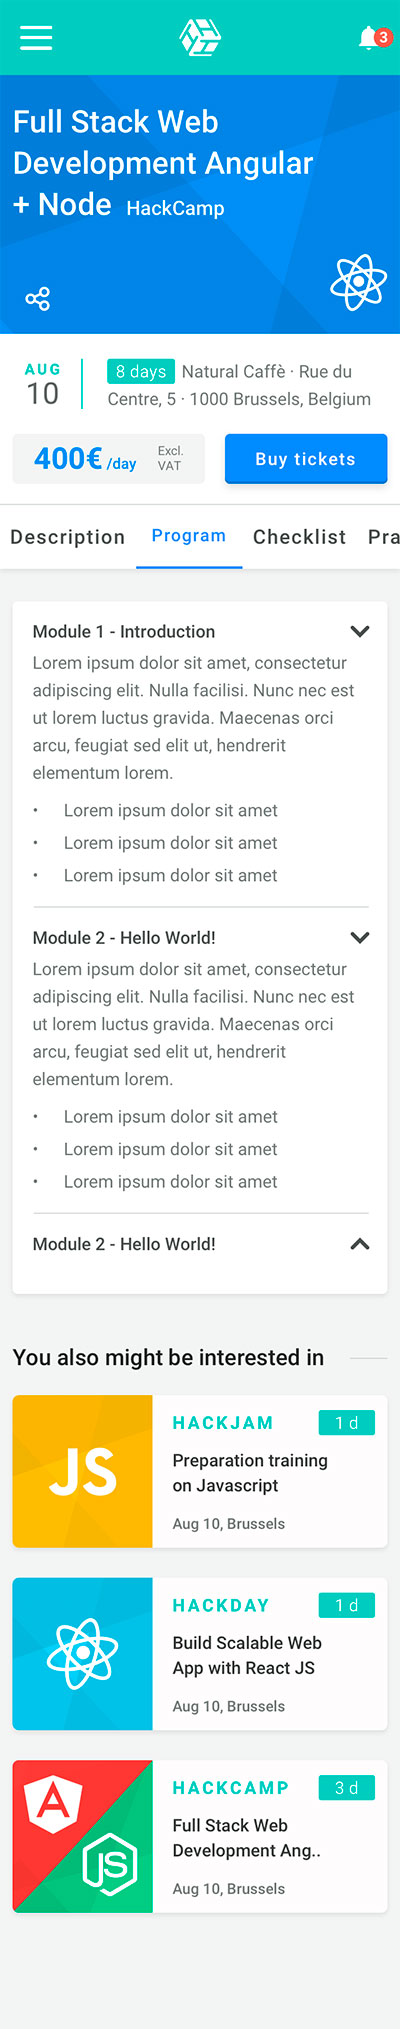 3
Full Stack Web
Development Angular
+ Node HackCamp
AUG
10
8 days Natural Caffè · Rue du
Centre, 5 · 1000 Brussels, Belgium
400€ /day
Excl.
VAT
Buy tickets
Description Program Checklist Pra
Module 1 - Introduction
Lorem ipsum dolor sit amet, consectetur
adipiscing elit. Nulla facilisi. Nunc nec est
ut lorem luctus gravida. Maecenas orci
arcu, feugiat sed elit ut, hendrerit
elementum lorem.
• Lorem ipsum dolor sit amet
• Lorem ipsum dolor sit amet
• Lorem ipsum dolor sit amet
Module 2 - Hello World!
Lorem ipsum dolor sit amet, consectetur
adipiscing elit. Nulla facilisi. Nunc nec est
ut lorem luctus gravida. Maecenas orci
arcu, feugiat sed elit ut, hendrerit
elementum lorem.
• Lorem ipsum dolor sit amet
• Lorem ipsum dolor sit amet
• Lorem ipsum dolor sit amet
Module 2 - Hello World!
You also might be interested in
JS
HACKJAM 1 d
Preparation training
on Javascript
Aug 10, Brussels
HACKDAY 1 d
Build Scalable Web
App with React JS
Aug 10, Brussels
A
JS
HACKCAMP 3 d
Full Stack Web
Development Ang..
Aug 10, Brussels